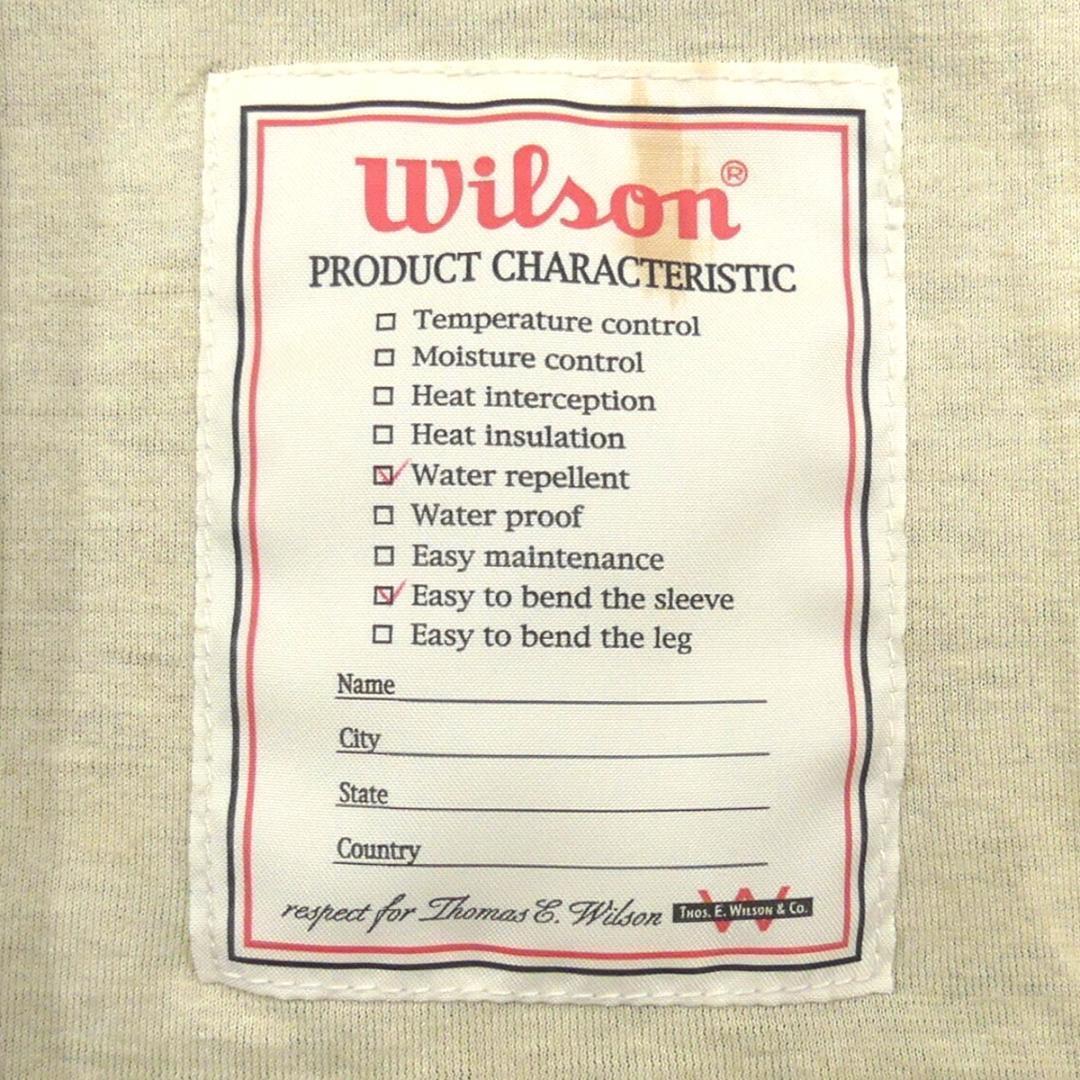 Wilson®
PRODUCT CHARACTERISTIC
☐ Temperature control
☐ Moisture control
☐ Heat interception
☐ Heat insulation
☑ Water repellent
☐ Water proof
☐ Easy maintenance
☑ Easy to bend the sleeve
☐ Easy to bend the leg
Name
City
State
Country
respect for Thomas E. Wilson W THOS. E. WILSON & CO.